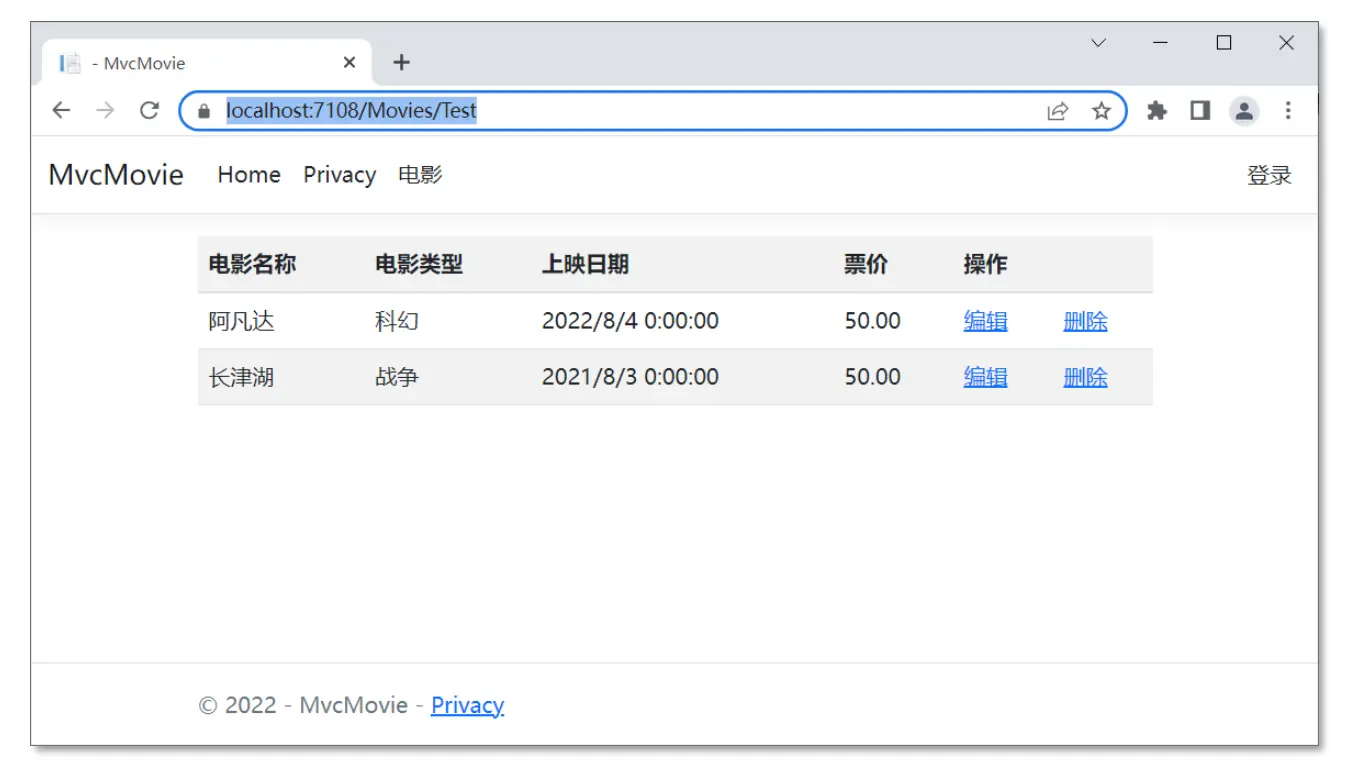 - MvcMovie
localhost:7108/Movies/Test
MvcMovie Home Privacy 电影 登录
电影名称 电影类型 上映日期 票价 操作
阿凡达 科幻 2022/8/4 0:00:00 50.00 编辑 删除
长津湖 战争 2021/8/3 0:00:00 50.00 编辑 删除
© 2022 - MvcMovie - Privacy